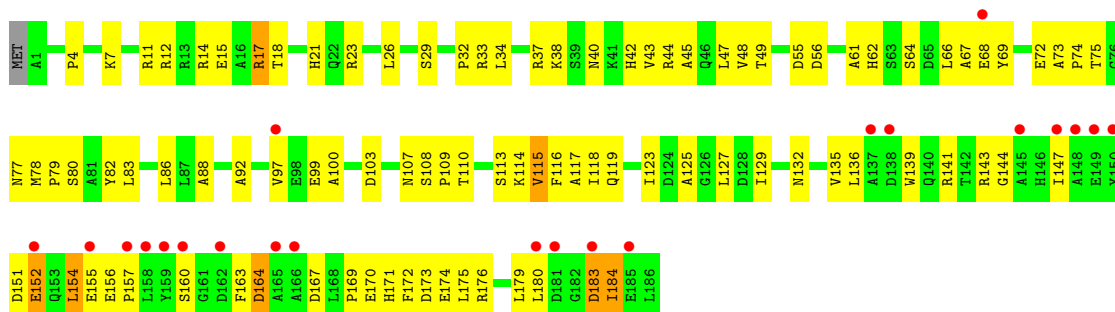 MET A1 P4 K7 R11 R12 R13 R14 E15 A16 R17 T18 H21 Q22 R23 L26 S29 P32 R33 L34 R37 K38 S39 N40 K41 H42 V43 R44 A45 Q46 L47 V48 T49 D55 D56 A61 H62 S63 S64 D65 L66 A67 E68 Y69 E72 A73 P74 T75 G76
N77 M78 P79 S80 A81 Y82 L83 L86 L87 A88 A92 V97 E98 E99 A100 D103 N107 S108 P109 T110 S113 K114 V115 F116 A117 I118 Q119 I123 D124 A125 G126 L127 D128 I129 N132 V135 L136 A137 D138 W139 Q140 R141 T142 R143 G144 A145 H146 I147 A148 E149 Y150
D151 E152 Q153 L154 E155 E156 P157 L158 Y159 S160 G161 D162 F163 D164 A165 A166 D167 L168 P169 E170 H171 F172 D173 E174 L175 R176 L179 L180 D181 G182 D183 I184 E185 L186